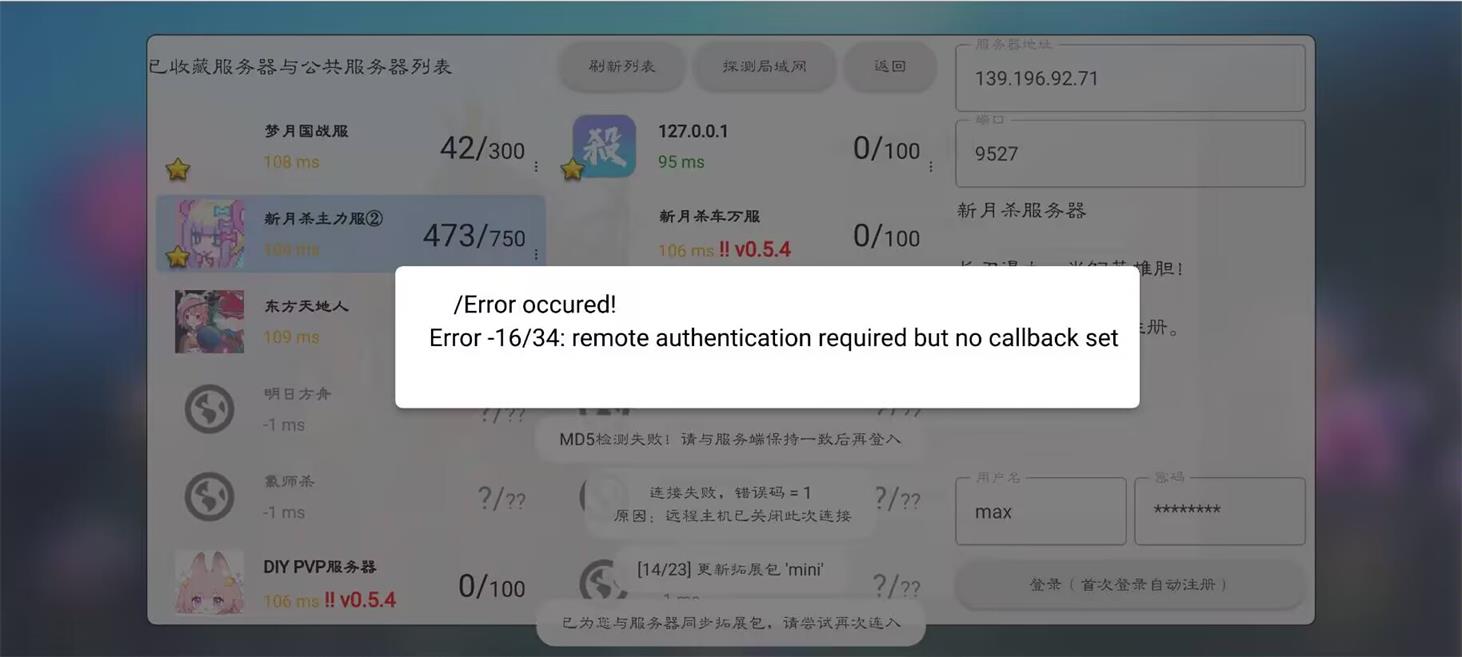 已收藏服务器与公共服务器列表
刷新列表
探测局域网
返回
梦月国战服
108 ms
42/300
127.0.0.1
95 ms
0/100
殺
新月杀主力服②
109 ms
473/750
新月杀车万服
106 ms !! v0.5.4
0/100
东方天地人
109 ms
明日方舟
-1 ms
?/??
?/??
氦师杀
-1 ms
?/??
?/??
DIY PVP服务器
106 ms !! v0.5.4
0/100
-1 ms
?/??
服务器地址
139.196.92.71
端口
9527
新月杀服务器
雄胆!
册。
用户名
max
密码
********
登录(首次登录自动注册)
/Error occured!
Error -16/34: remote authentication required but no callback set
MD5检测失败!请与服务端保持一致后再登入
连接失败,错误码 = 1
原因:远程主机已关闭此次连接
[14/23] 更新拓展包 'mini'
已为您与服务器同步拓展包,请尝试再次连入